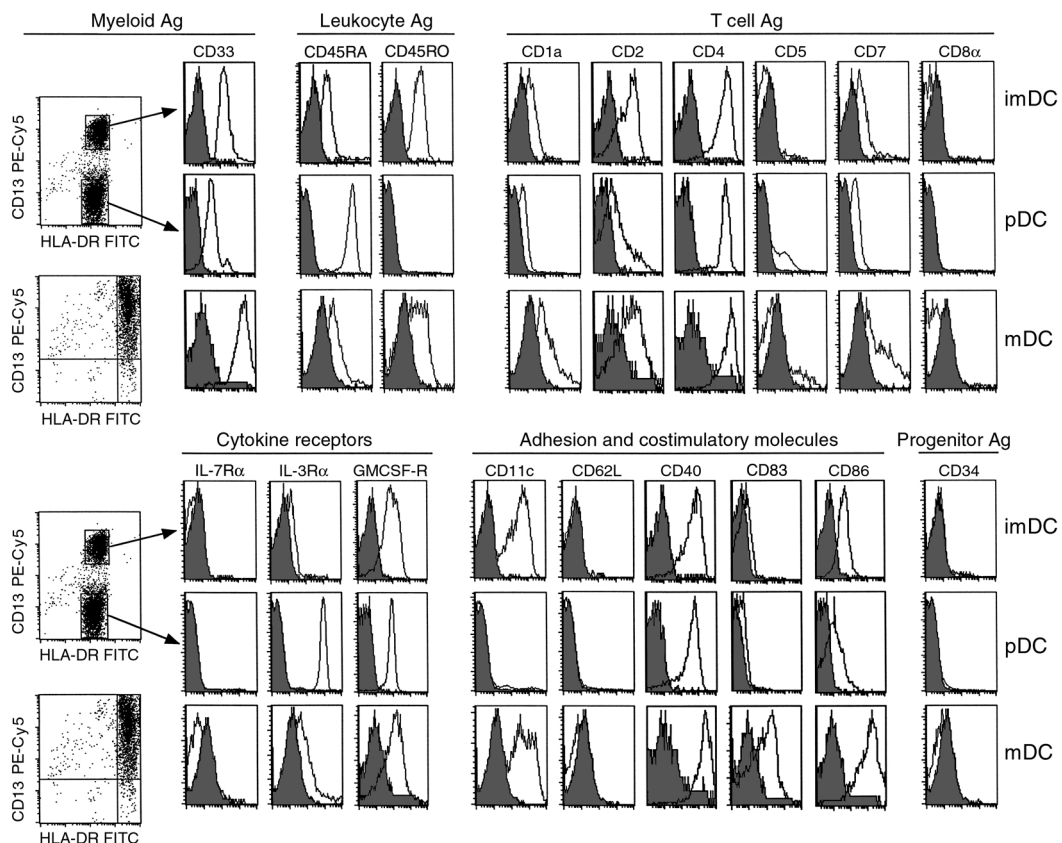 Myeloid Ag Leukocyte Ag T cell Ag
CD33 CD45RA CD45RO CD1a CD2 CD4 CD5 CD7 CD8α
imDC
CD13 PE-Cy5
HLA-DR FITC
pDC
CD13 PE-Cy5
HLA-DR FITC
mDC
Cytokine receptors Adhesion and costimulatory molecules Progenitor Ag
IL-7Rα IL-3Rα GMCSF-R CD11c CD62L CD40 CD83 CD86 CD34
imDC
CD13 PE-Cy5
HLA-DR FITC
pDC
CD13 PE-Cy5
HLA-DR FITC
mDC